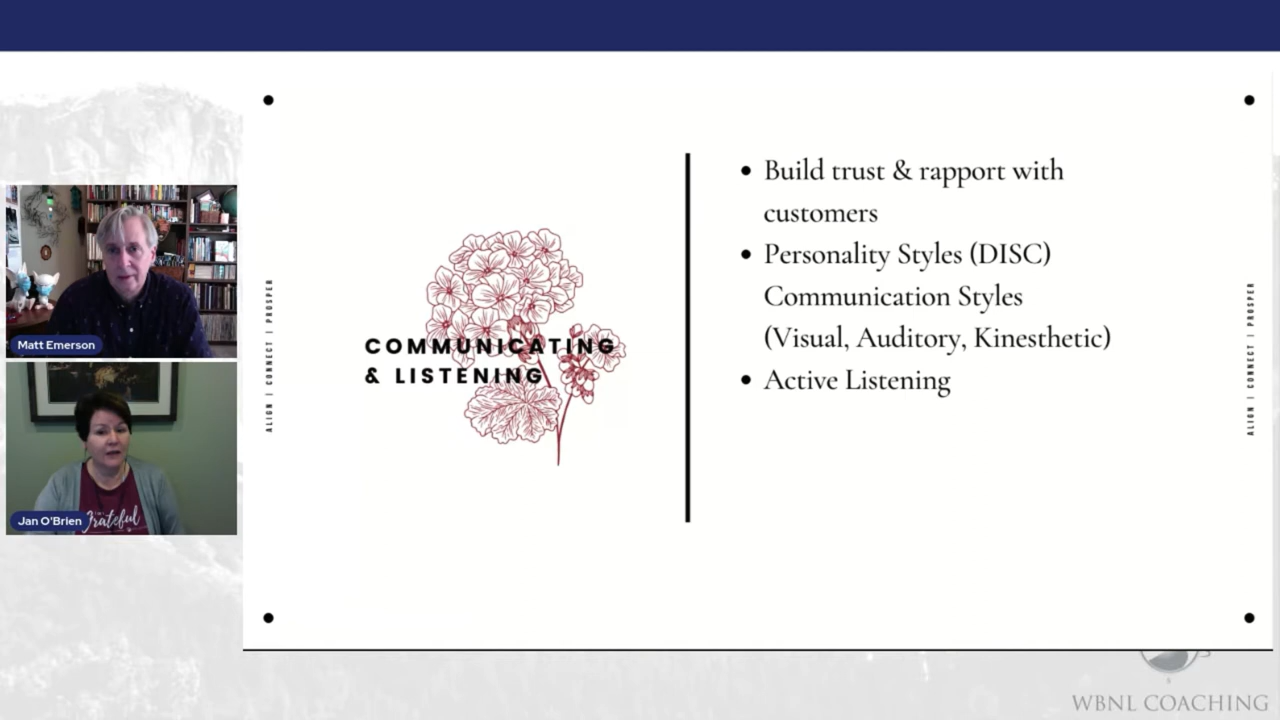 Matt Emerson
Jan O'Brien
Grateful
ALIGN | CONNECT | PROSPER
COMMUNICATING
& LISTENING
• Build trust & rapport with
customers
• Personality Styles (DISC)
Communication Styles
(Visual, Auditory, Kinesthetic)
• Active Listening
ALIGN | CONNECT | PROSPER
WBNL COACHING